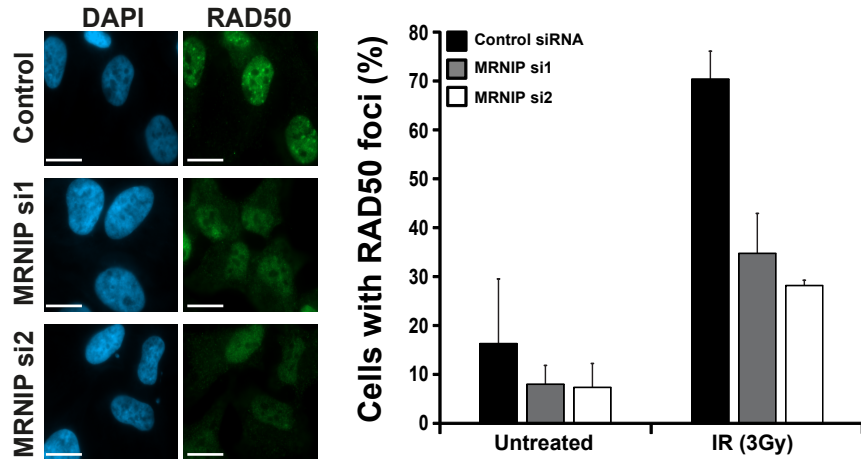 DAPI RAD50
Control
MRNIP si1
MRNIP si2
Cells with RAD50 foci (%)
80
70
60
50
40
30
20
10
0
Control siRNA
MRNIP si1
MRNIP si2
Untreated IR (3Gy)